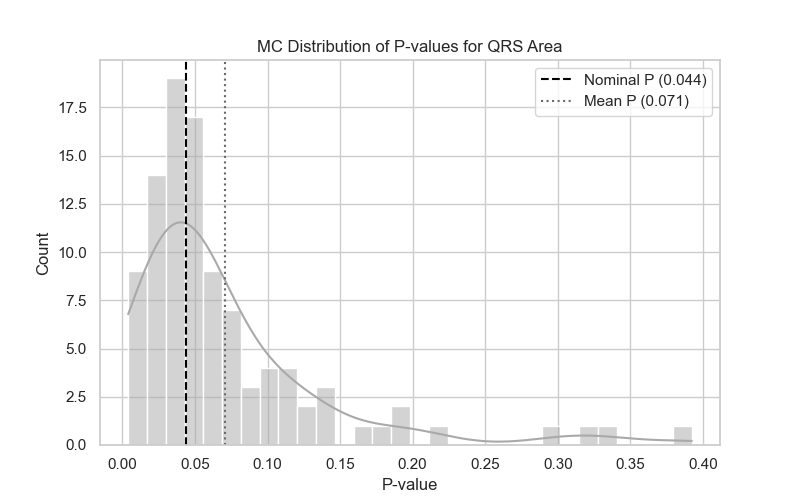 MC Distribution of P-values for QRS Area
Nominal P (0.044)
Mean P (0.071)
Count
17.5
15.0
12.5
10.0
7.5
5.0
2.5
0.0
0.00 0.05 0.10 0.15 0.20 0.25 0.30 0.35 0.40
P-value